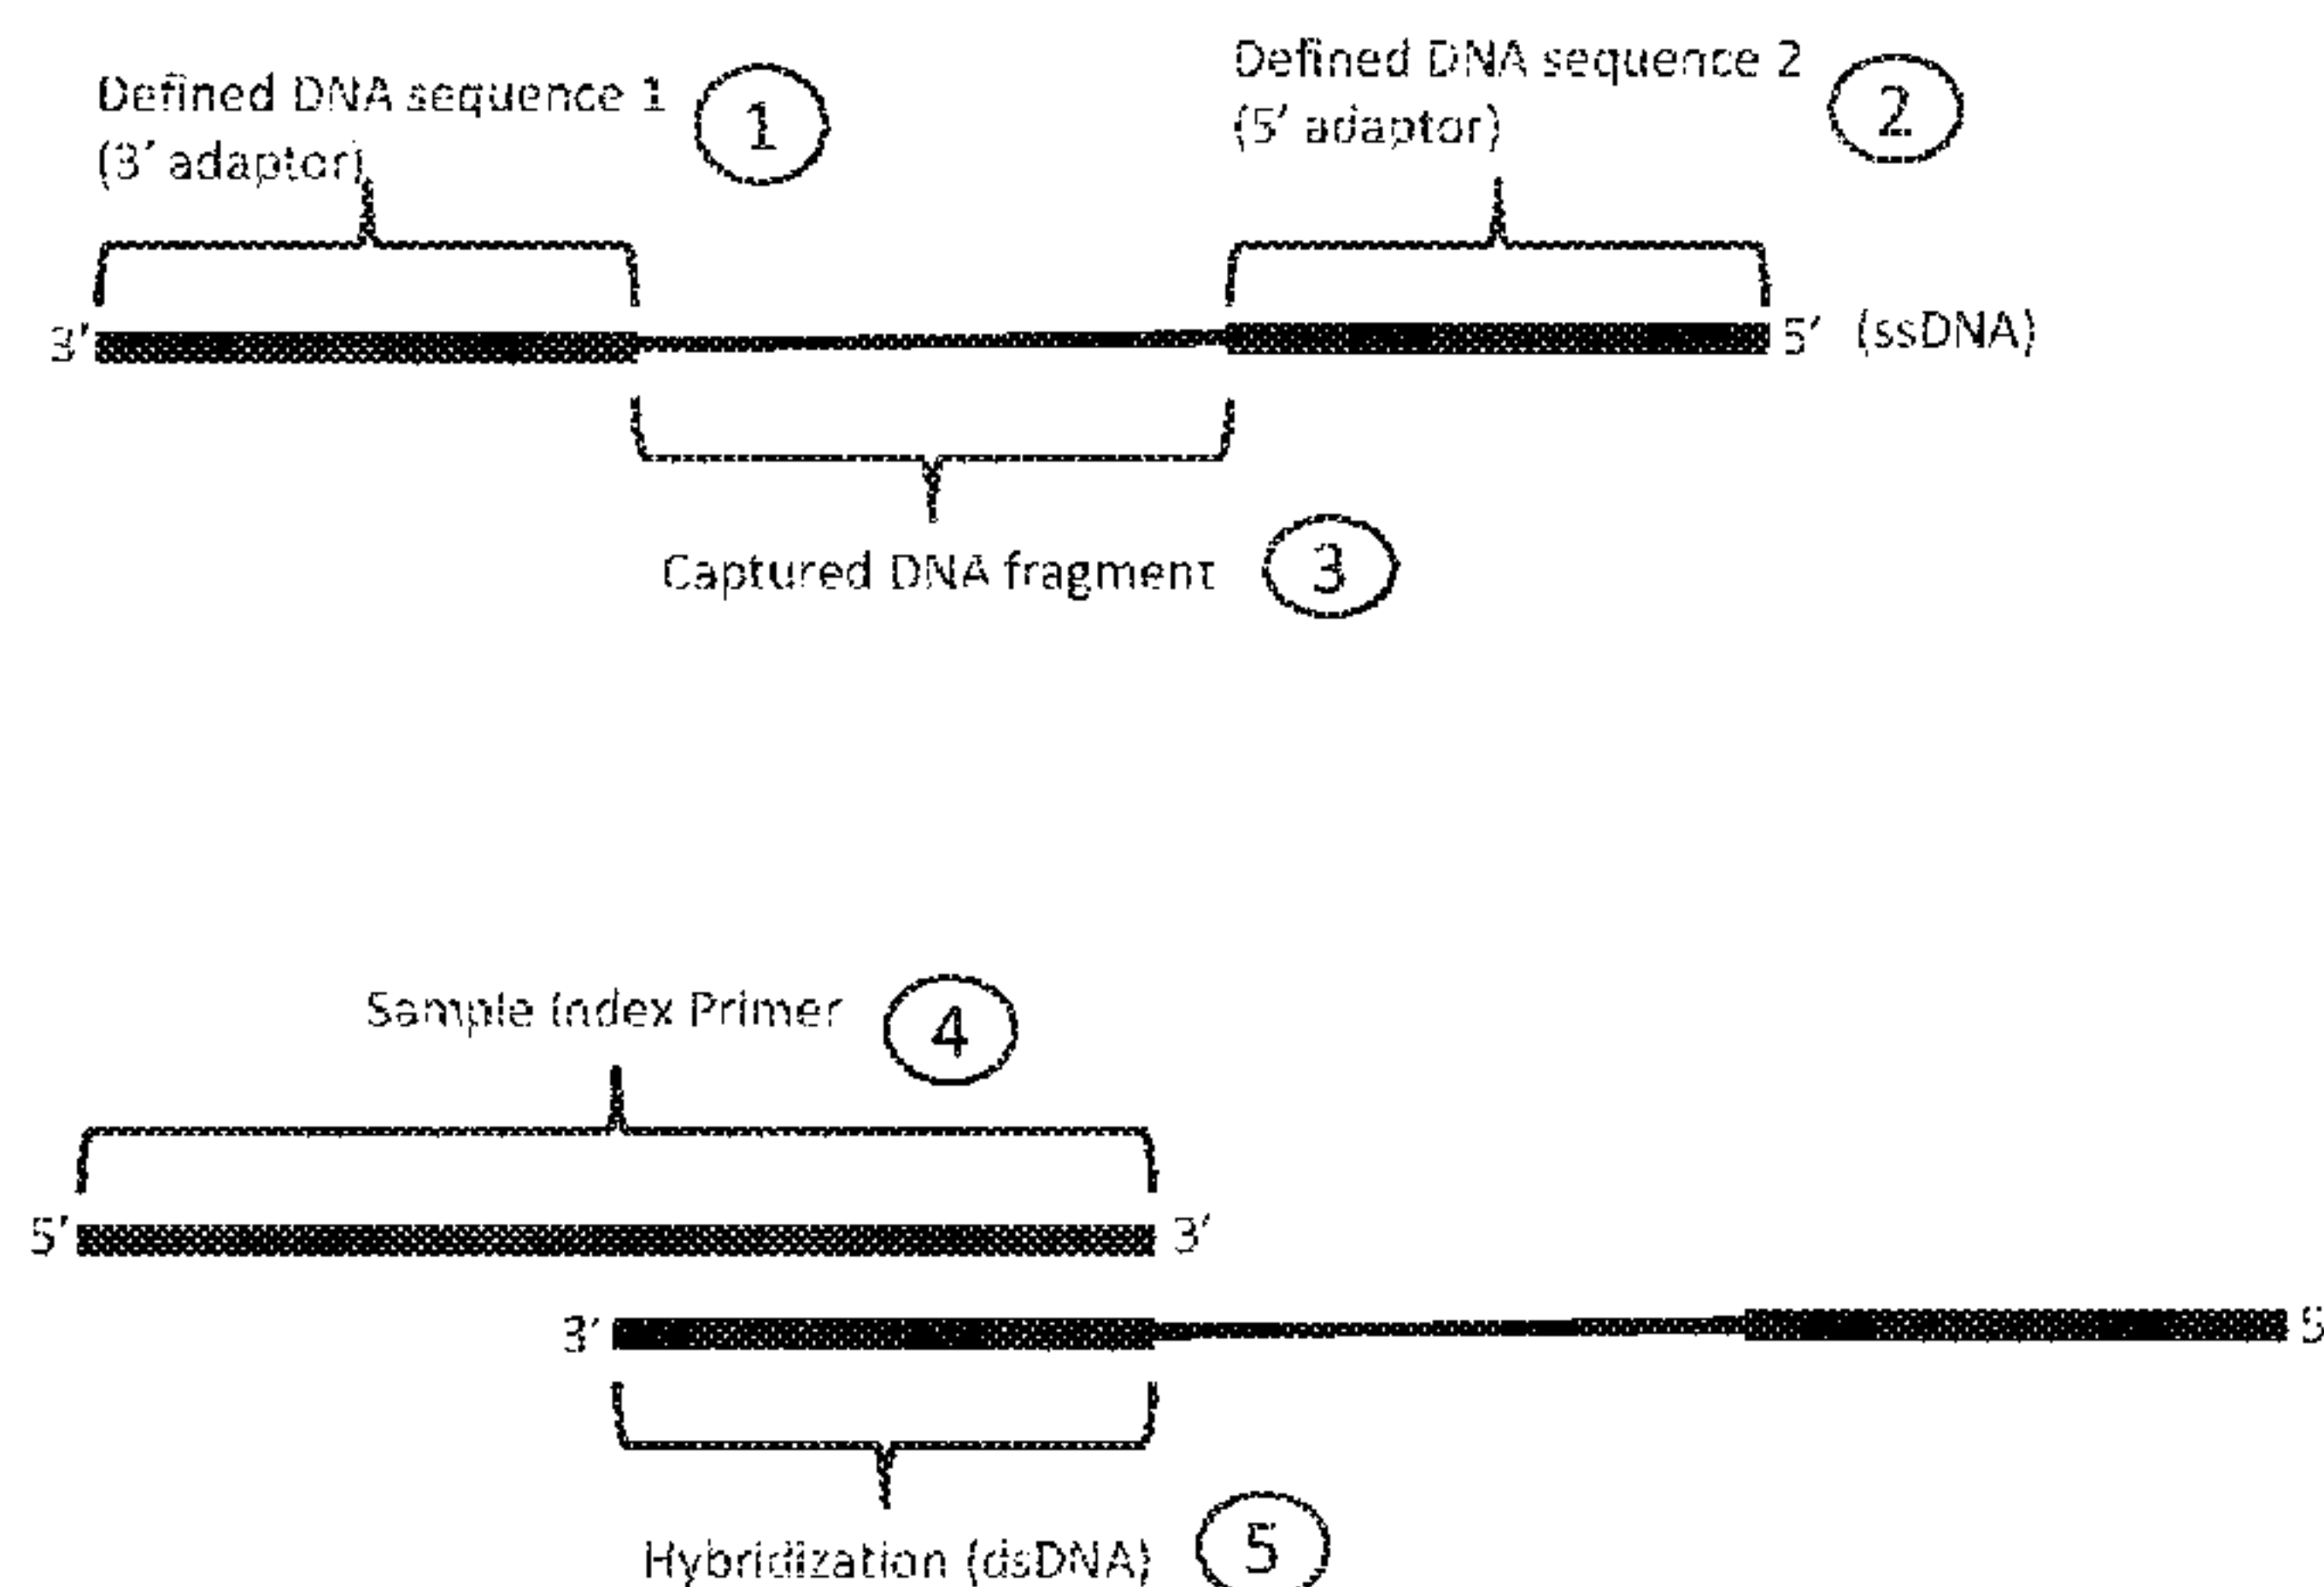 Defined DNA sequence 1
(3' adaptor)
1
Defined DNA sequence 2
(5' adaptor)
2
3'
5' (ssDNA)
Captured DNA fragment
3
Sample Index Primer
4
5'
3'
3'
5
Hybridization (dsDNA)
5